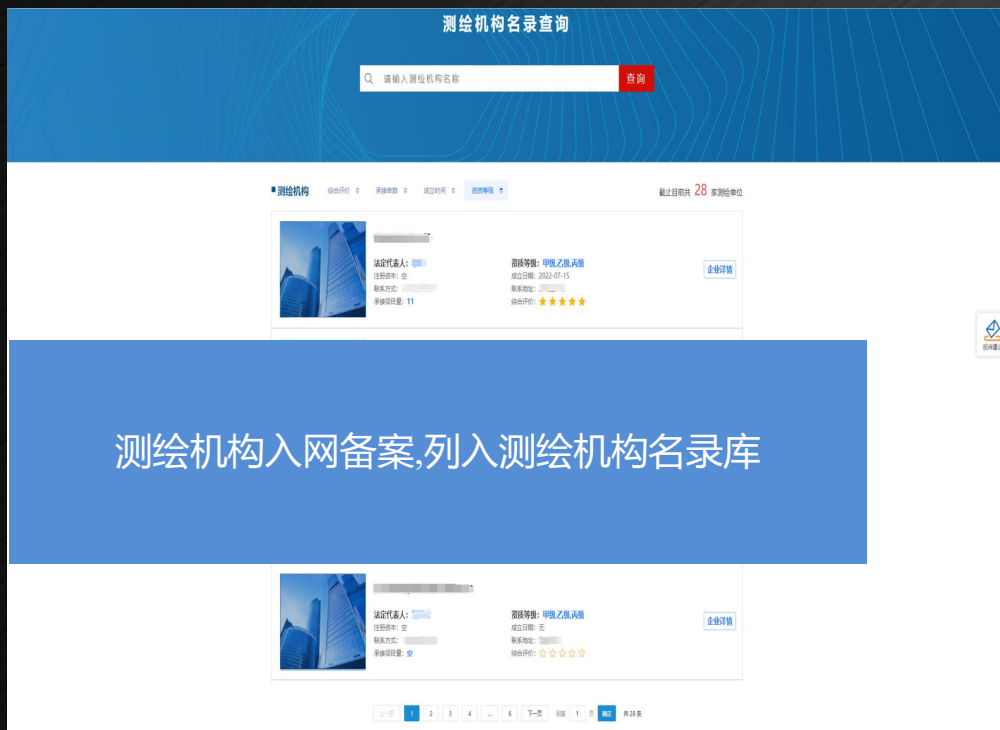 测绘机构名录查询
请输入测绘机构名称 查询
测绘机构 综合评价 承接单数 成立时间 资质等级 截止目前共 28 家测绘单位
法定代表人： 资质等级：甲级,乙级,丙级 企业详情
注册资本：空 成立日期：2022-07-15
联系方式： 联系地址：
承接项目量：11 综合评价：
投诉建议
测绘机构入网备案,列入测绘机构名录库
法定代表人： 资质等级：甲级,乙级,丙级 企业详情
注册资本：空 成立日期：无
联系方式： 联系地址：
承接项目量：空 综合评价：
上一页 1 2 3 4 ... 6 下一页 到第 1 页 确定 共 28 条